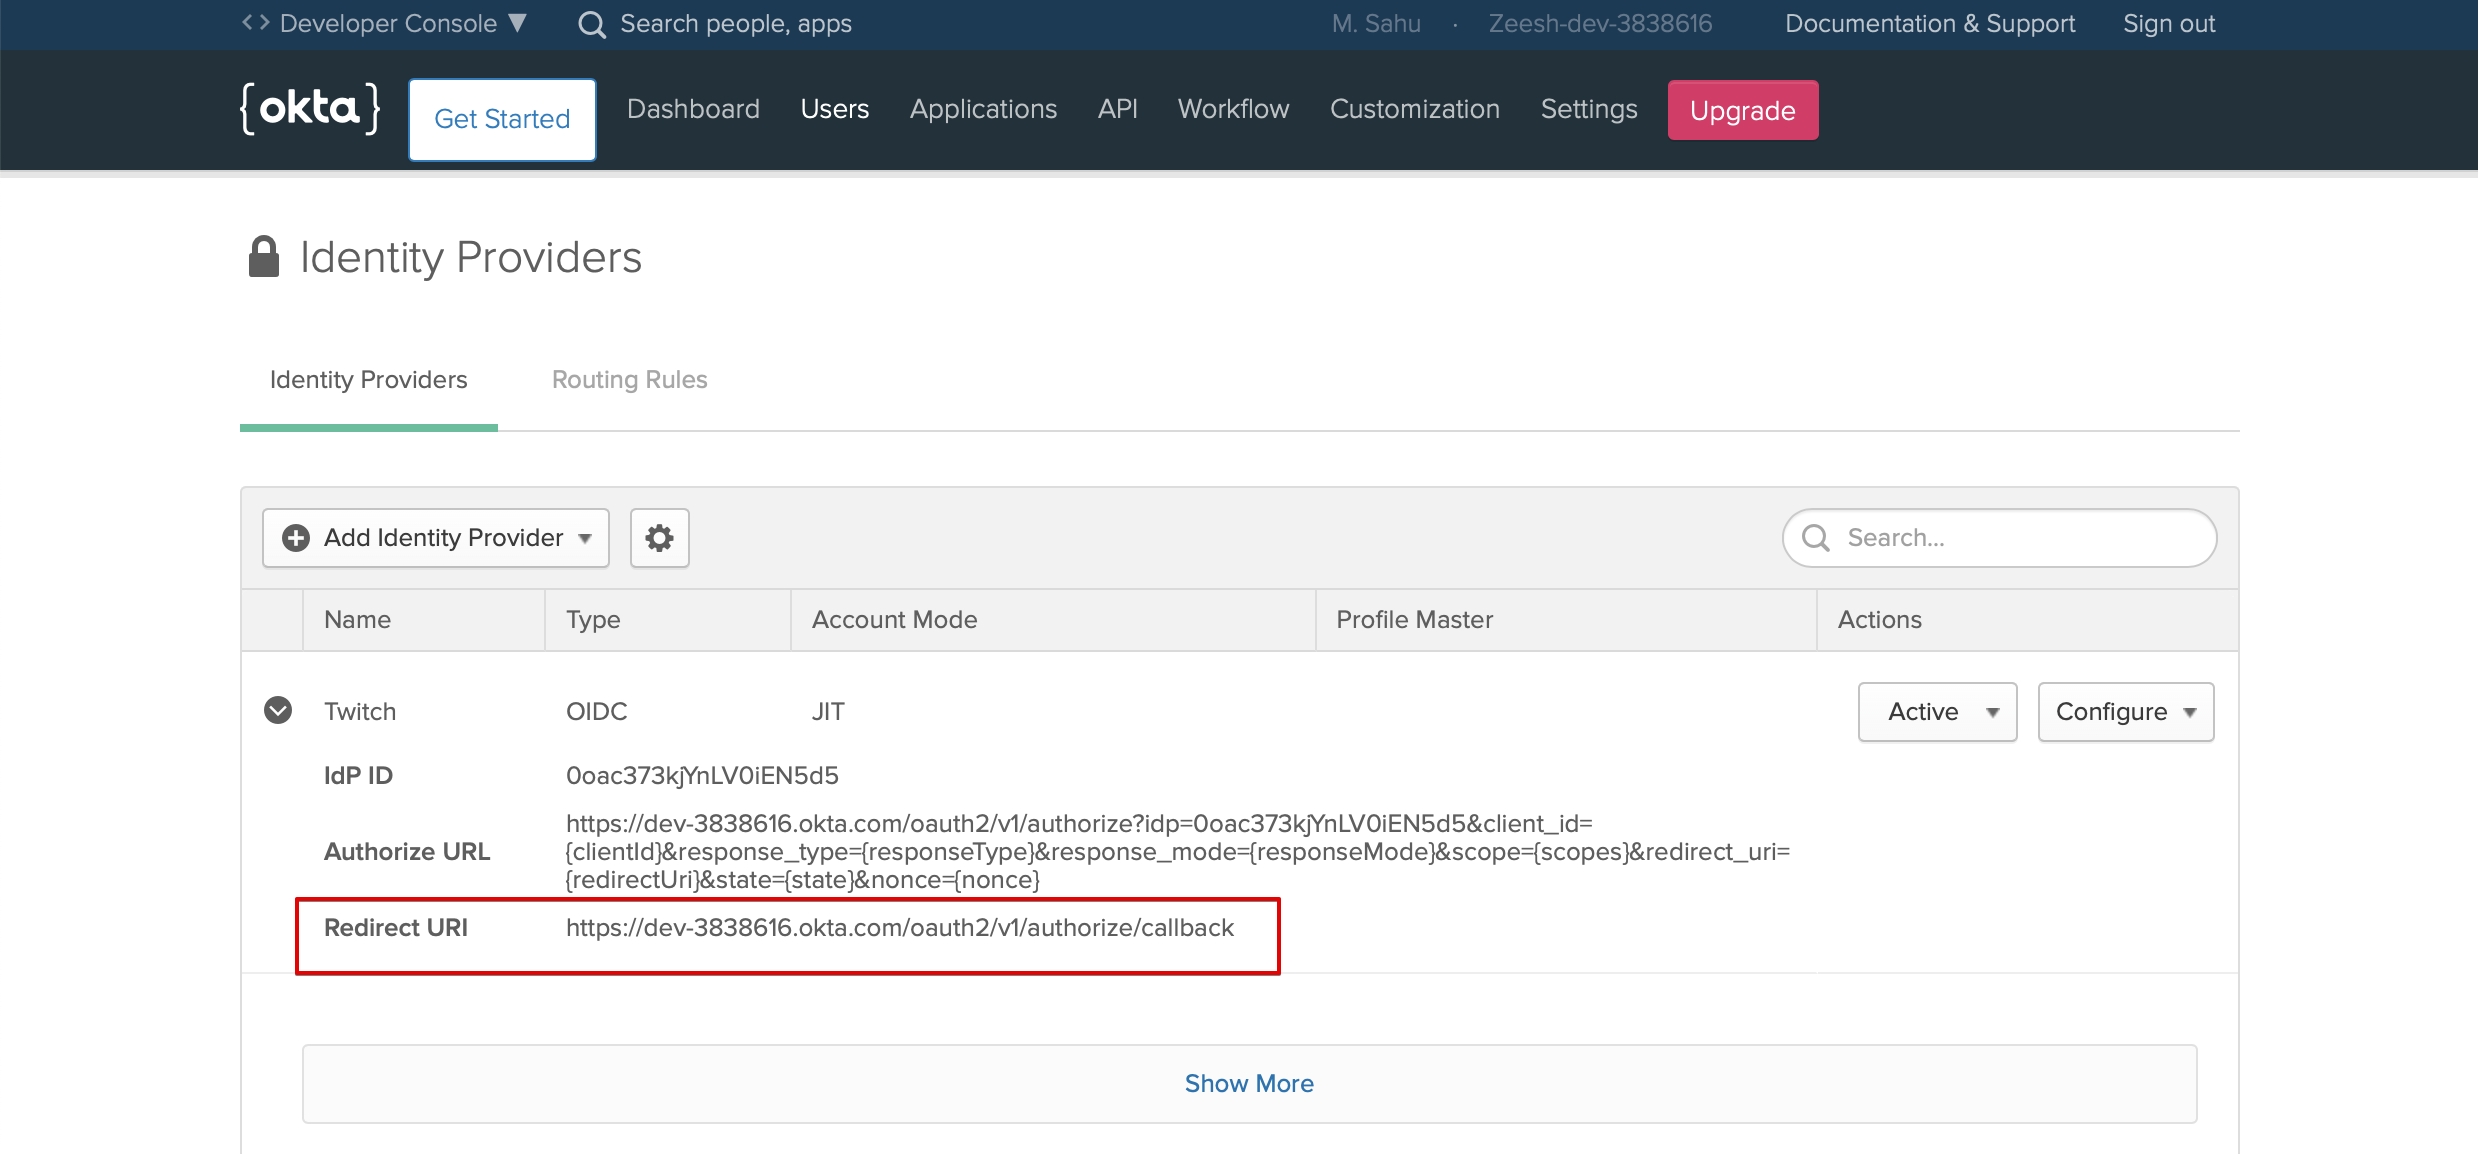 <> Developer Console ▼ Search people, apps M. Sahu · Zeesh-dev-3838616 Documentation & Support Sign out
{okta} Get Started Dashboard Users Applications API Workflow Customization Settings Upgrade
Identity Providers
Identity Providers Routing Rules
Add Identity Provider Search...
Name Type Account Mode Profile Master Actions
Twitch OIDC JIT Active Configure
IdP ID 0oac373kjYnLV0iEN5d5
Authorize URL https://dev-3838616.okta.com/oauth2/v1/authorize?idp=0oac373kjYnLV0iEN5d5&client_id=
{clientId}&response_type={responseType}&response_mode={responseMode}&scope={scopes}&redirect_uri=
{redirectUri}&state={state}&nonce={nonce}
Redirect URI https://dev-3838616.okta.com/oauth2/v1/authorize/callback
Show More